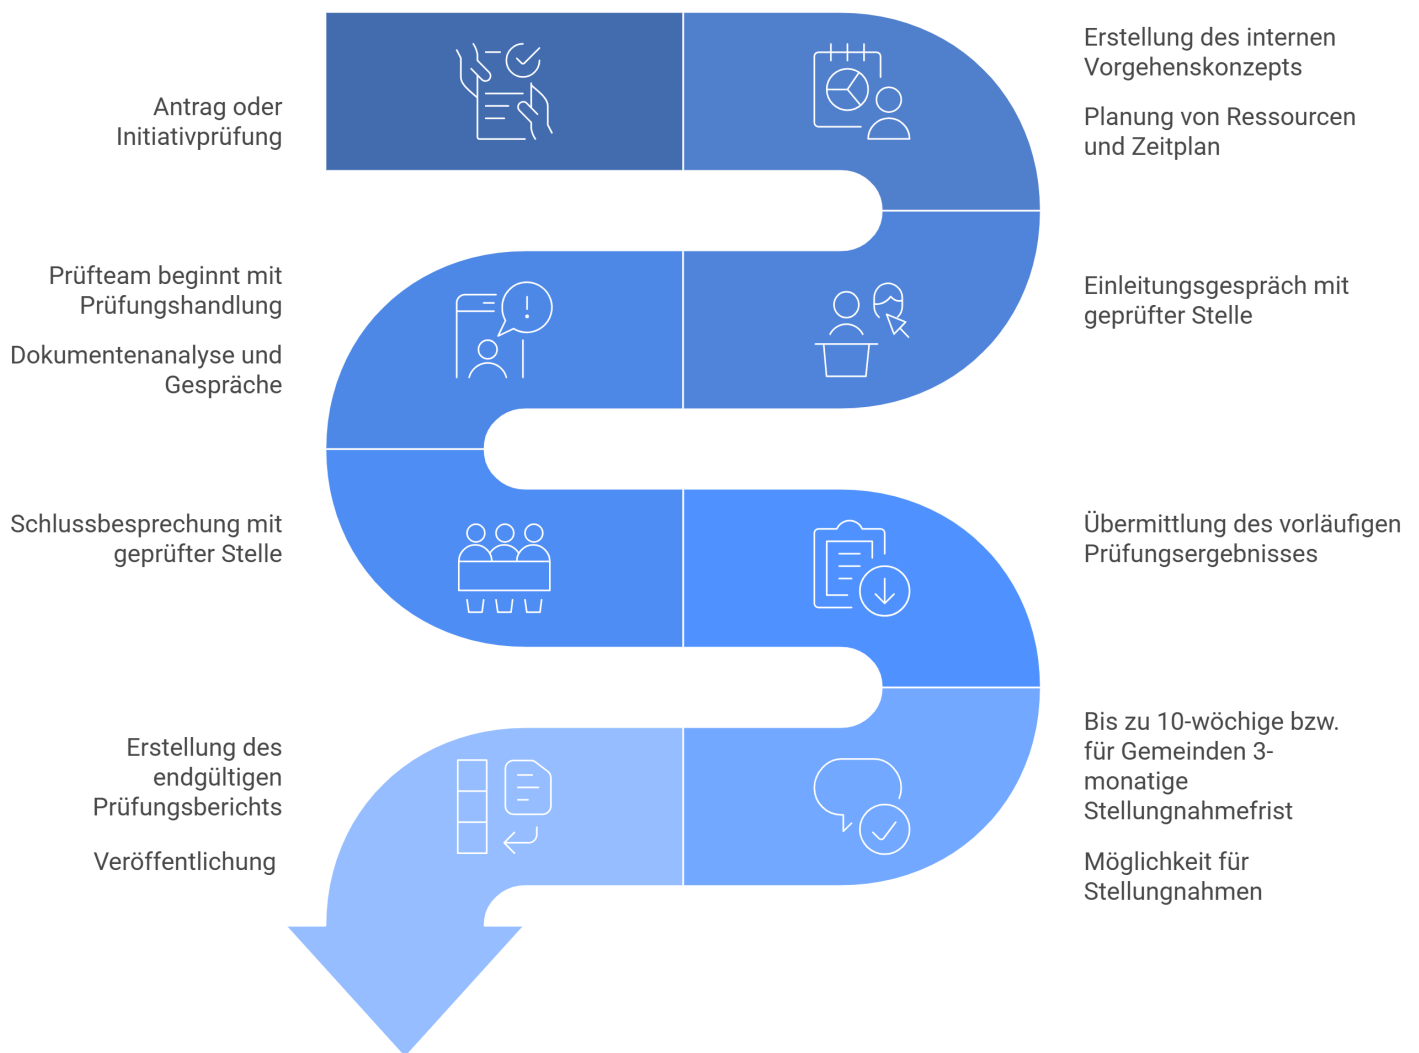 Antrag oder
Initiativprüfung
Erstellung des internen
Vorgehenskonzepts
Planung von Ressourcen
und Zeitplan
Einleitungsgespräch mit
geprüfter Stelle
Prüfteam beginnt mit
Prüfungshandlung
Dokumentenanalyse und
Gespräche
Schlussbesprechung mit
geprüfter Stelle
Übermittlung des vorläufigen
Prüfungsergebnisses
Bis zu 10-wöchige bzw.
für Gemeinden 3-
monatige
Stellungnahmefrist
Möglichkeit für
Stellungnahmen
Erstellung des
endgültigen
Prüfungsberichts
Veröffentlichung